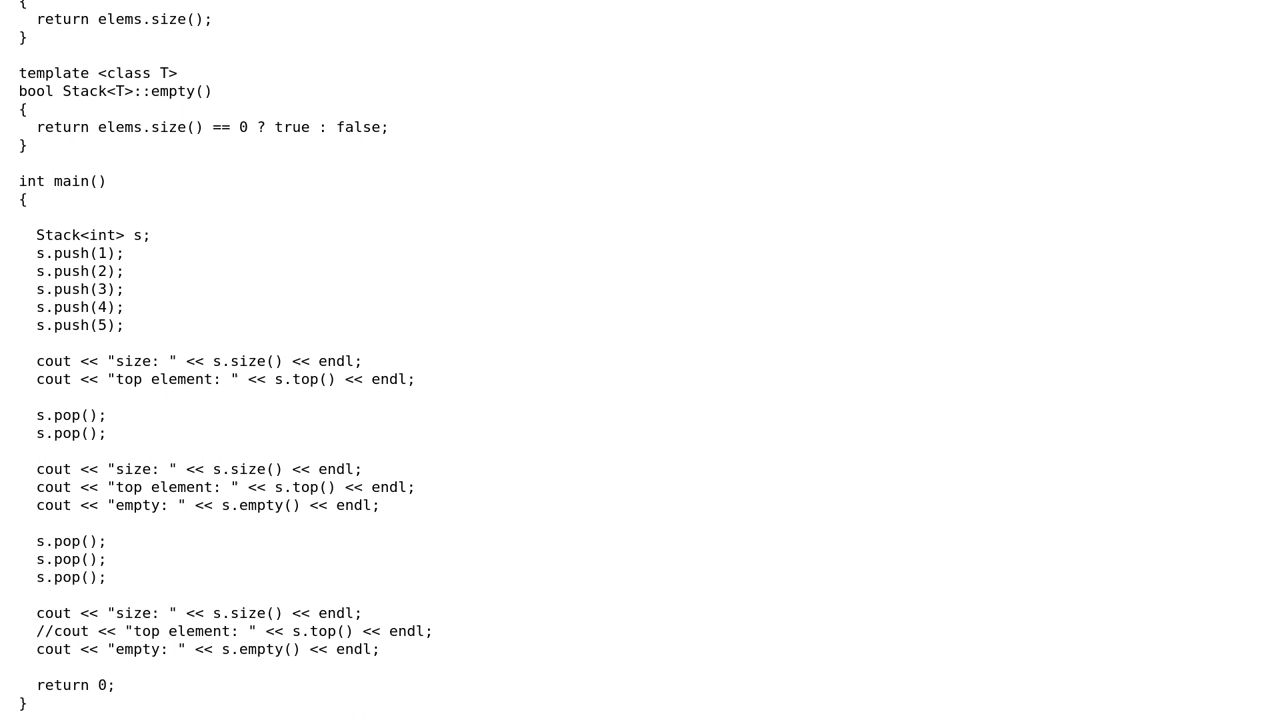 {
  return elems.size();
}

template <class T>
bool Stack<T>::empty()
{
  return elems.size() == 0 ? true : false;
}

int main()
{

  Stack<int> s;
  s.push(1);
  s.push(2);
  s.push(3);
  s.push(4);
  s.push(5);

  cout << "size: " << s.size() << endl;
  cout << "top element: " << s.top() << endl;

  s.pop();
  s.pop();

  cout << "size: " << s.size() << endl;
  cout << "top element: " << s.top() << endl;
  cout << "empty: " << s.empty() << endl;

  s.pop();
  s.pop();
  s.pop();

  cout << "size: " << s.size() << endl;
  //cout << "top element: " << s.top() << endl;
  cout << "empty: " << s.empty() << endl;

  return 0;
}